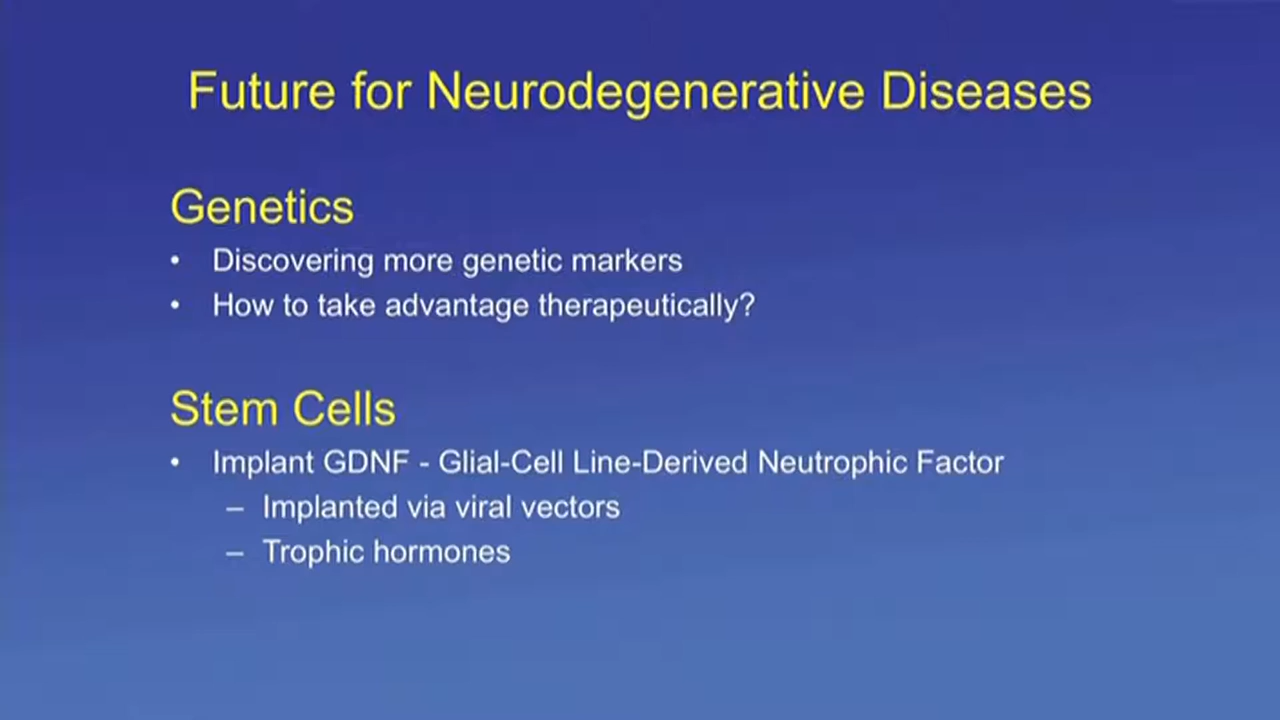 Future for Neurodegenerative Diseases
Genetics
• Discovering more genetic markers
• How to take advantage therapeutically?
Stem Cells
• Implant GDNF - Glial-Cell Line-Derived Neutrophic Factor
– Implanted via viral vectors
– Trophic hormones